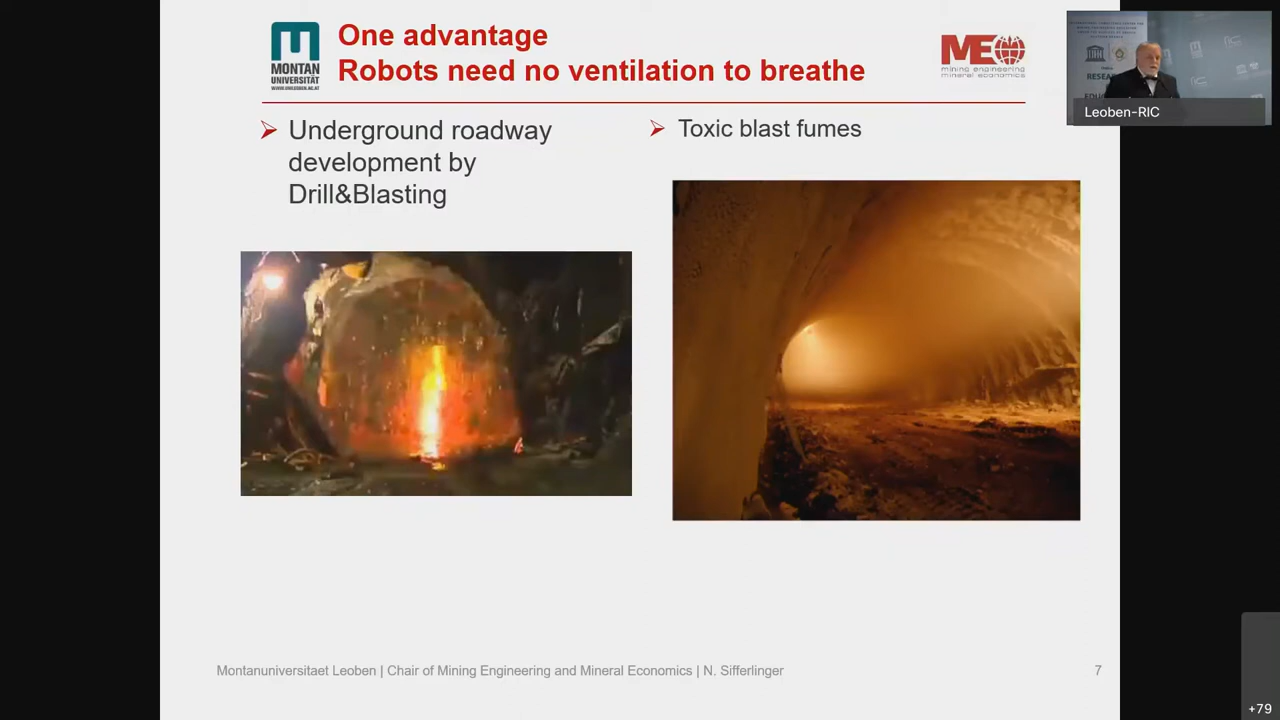 One advantage
Robots need no ventilation to breathe
MONTAN
UNIVERSITÄT
WWW.UNILEOBEN.AC.AT
ME
mining engineering
mineral economics
Leoben-RIC
Underground roadway
development by
Drill&Blasting
Toxic blast fumes
Montanuniversitaet Leoben | Chair of Mining Engineering and Mineral Economics | N. Sifferlinger
7
+79